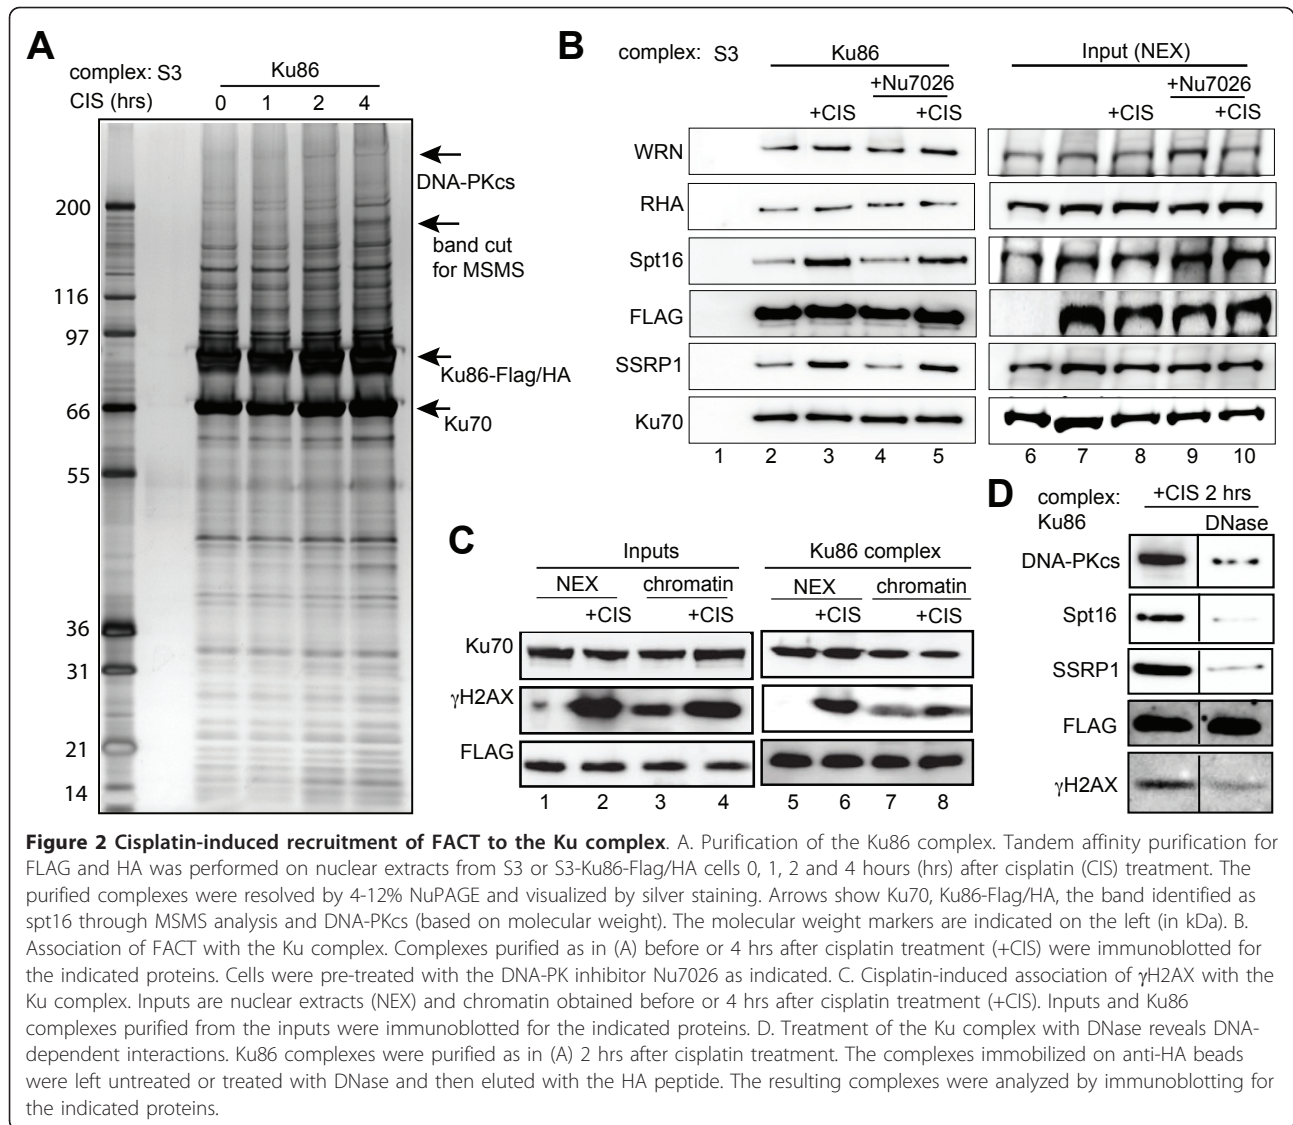 A
complex: S3 Ku86
CIS (hrs) 0 1 2 4
DNA-PKcs
200
band cut
for MSMS
116
97
Ku86-Flag/HA
66
Ku70
55
36
31
21
14
B
complex: S3 Ku86 Input (NEX)
+Nu7026 +Nu7026
+CIS +CIS +CIS +CIS
WRN
RHA
Spt16
FLAG
SSRP1
Ku70
1 2 3 4 5 6 7 8 9 10
C
Inputs Ku86 complex
NEX chromatin NEX chromatin
+CIS +CIS +CIS +CIS
Ku70
γH2AX
FLAG
1 2 3 4 5 6 7 8
D
complex: +CIS 2 hrs
Ku86 DNase
DNA-PKcs
Spt16
SSRP1
FLAG
γH2AX
Figure 2 Cisplatin-induced recruitment of FACT to the Ku complex. A. Purification of the Ku86 complex. Tandem affinity purification for
FLAG and HA was performed on nuclear extracts from S3 or S3-Ku86-Flag/HA cells 0, 1, 2 and 4 hours (hrs) after cisplatin (CIS) treatment. The
purified complexes were resolved by 4-12% NuPAGE and visualized by silver staining. Arrows show Ku70, Ku86-Flag/HA, the band identified as
spt16 through MSMS analysis and DNA-PKcs (based on molecular weight). The molecular weight markers are indicated on the left (in kDa). B.
Association of FACT with the Ku complex. Complexes purified as in (A) before or 4 hrs after cisplatin treatment (+CIS) were immunoblotted for
the indicated proteins. Cells were pre-treated with the DNA-PK inhibitor Nu7026 as indicated. C. Cisplatin-induced association of γH2AX with the
Ku complex. Inputs are nuclear extracts (NEX) and chromatin obtained before or 4 hrs after cisplatin treatment (+CIS). Inputs and Ku86
complexes purified from the inputs were immunoblotted for the indicated proteins. D. Treatment of the Ku complex with DNase reveals DNA-
dependent interactions. Ku86 complexes were purified as in (A) 2 hrs after cisplatin treatment. The complexes immobilized on anti-HA beads
were left untreated or treated with DNase and then eluted with the HA peptide. The resulting complexes were analyzed by immunoblotting for
the indicated proteins.